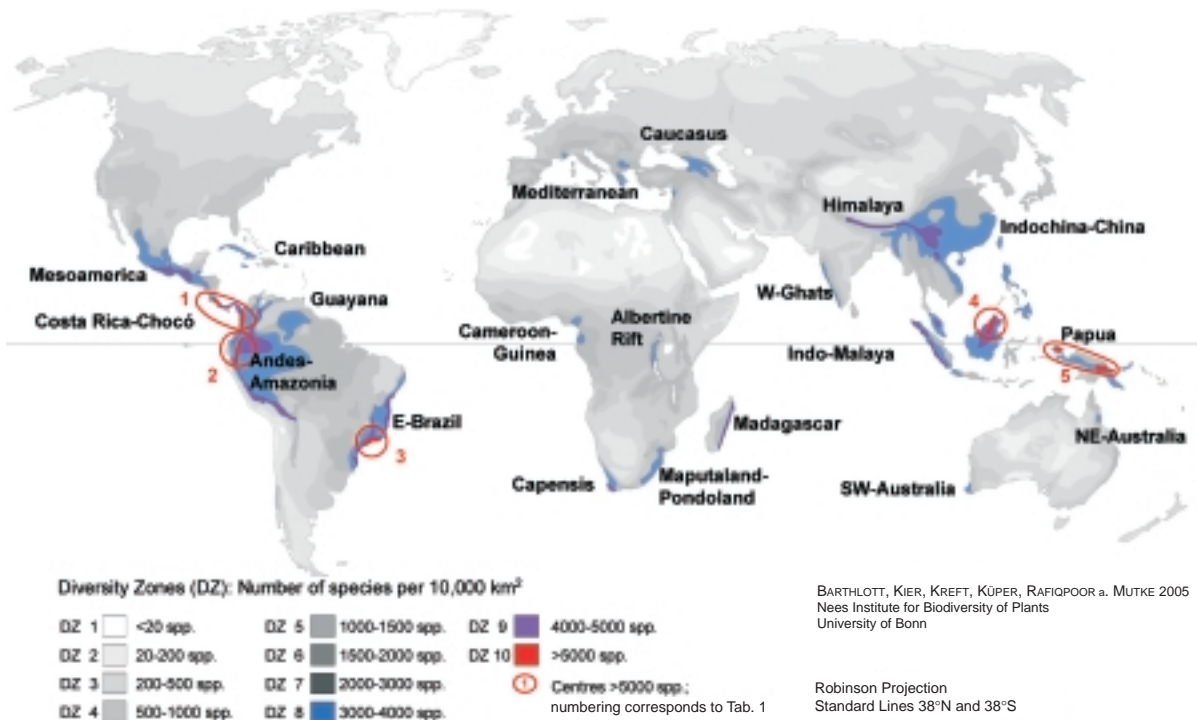 Caucasus
Mediterranean
Himalaya
Indochina-China
Caribbean
Mesoamerica
W-Ghats
1
Guayana
4
Costa Rica-Chocó
Cameroon-
Guinea
Albertine
Rift
Indo-Malaya
Papua
2
Andes-
Amazonia
5
E-Brazil
3
Madagascar
NE-Australia
Capensis
Maputaland-
Pondoland
SW-Australia
Diversity Zones (DZ): Number of species per 10,000 km²
DZ 1 <20 spp.
DZ 2 20-200 spp.
DZ 3 200-500 spp.
DZ 4 500-1000 spp.
DZ 5 1000-1500 spp.
DZ 6 1500-2000 spp.
DZ 7 2000-3000 spp.
DZ 8 3000-4000 spp.
DZ 9 4000-5000 spp.
DZ 10 >5000 spp.
1 Centres >5000 spp.;
numbering corresponds to Tab. 1
BARTHLOTT, KIER, KREFT, KÜPER, RAFIQPOOR a. MUTKE 2005
Nees Institute for Biodiversity of Plants
University of Bonn
Robinson Projection
Standard Lines 38°N and 38°S